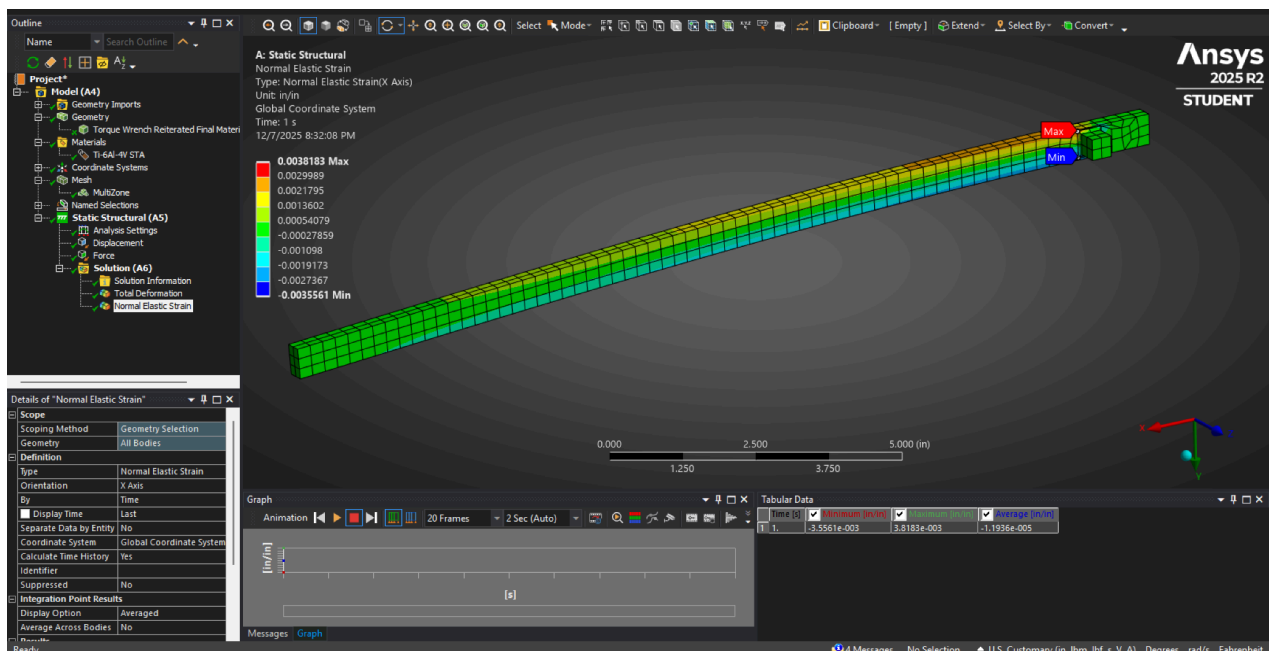 Outline
Name
Search Outline
Project*
Model (A4)
Geometry Imports
Geometry
Torque Wrench Reiterated Final Materi
Materials
Ti-6Al-4V STA
Coordinate Systems
Mesh
MultiZone
Named Selections
Static Structural (A5)
Analysis Settings
Displacement
Force
Solution (A6)
Solution Information
Total Deformation
Normal Elastic Strain
Details of "Normal Elastic Strain"
Scope
Scoping Method Geometry Selection
Geometry All Bodies
Definition
Type Normal Elastic Strain
Orientation X Axis
By Time
Display Time Last
Separate Data by Entity No
Coordinate System Global Coordinate System
Calculate Time History Yes
Identifier
Suppressed No
Integration Point Results
Display Option Averaged
Average Across Bodies No
Results
Ready
Select Mode Clipboard [Empty] Extend Select By Convert
A: Static Structural
Normal Elastic Strain
Type: Normal Elastic Strain(X Axis)
Unit: in/in
Global Coordinate System
Time: 1 s
12/7/2025 8:32:08 PM
0.0038183 Max
0.0029989
0.0021795
0.0013602
0.00054079
-0.00027859
-0.001098
-0.0019173
-0.0027367
-0.0035561 Min
Ansys
2025 R2
STUDENT
Max
Min
0.000 2.500 5.000 (in)
1.250 3.750
X
Y
Z
Graph
Animation 20 Frames 2 Sec (Auto)
[in/in]
[s]
Messages Graph
Tabular Data
Time [s] Minimum [in/in] Maximum [in/in] Average [in/in]
1 1. -3.5561e-003 3.8183e-003 -1.1936e-005
4 Messages No Selection U.S. Customary (in, lbm, lbf, s, V, A) Degrees rad/s Fahrenheit